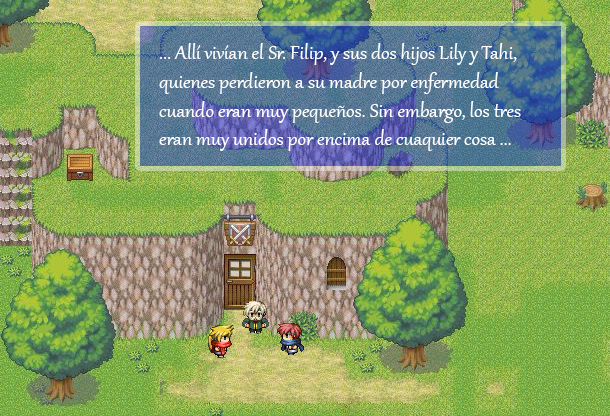 ... Allí vivían el Sr. Filip, y sus dos hijos Lily y Tahi,
quienes perdieron a su madre por enfermedad
cuando eran muy pequeños. Sin embargo, los tres
eran muy unidos por encima de cuaquier cosa ...